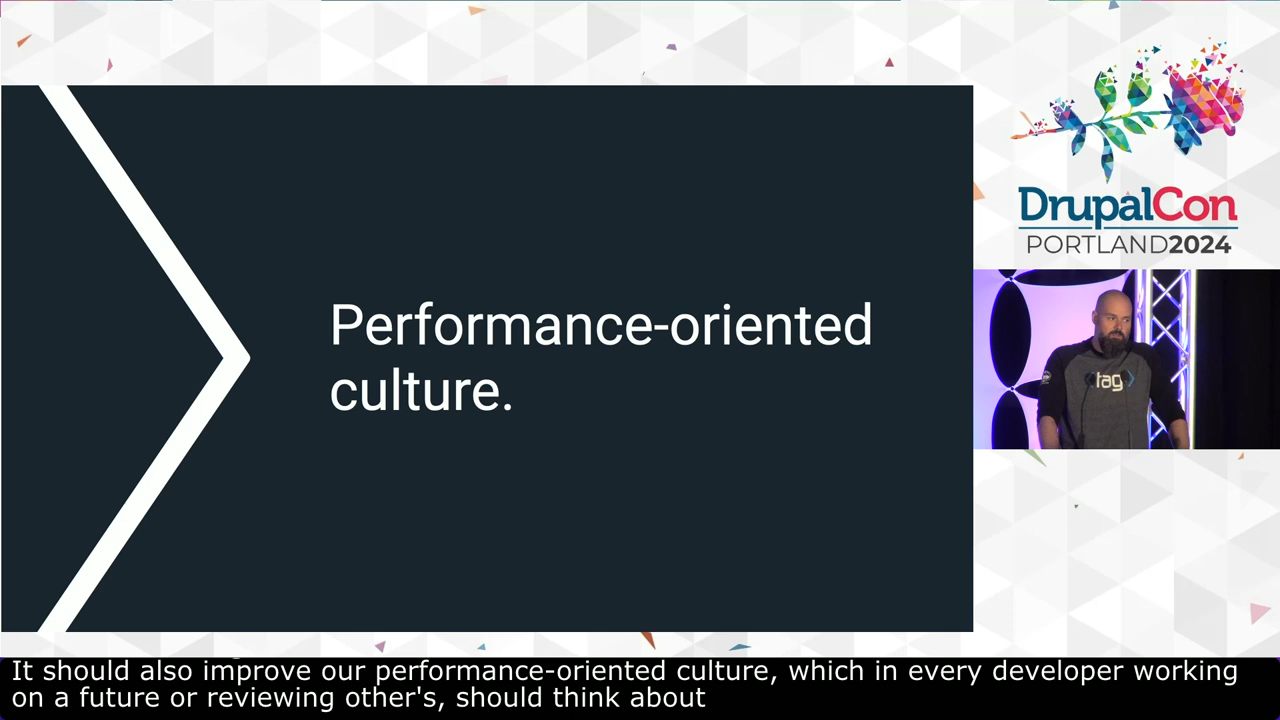 Performance-oriented
culture.
DrupalCon
PORTLAND2024
tag
It should also improve our performance-oriented culture, which in every developer working
on a future or reviewing other's, should think about